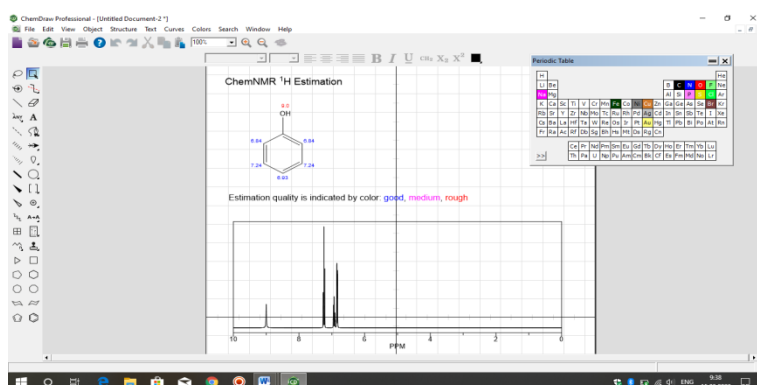 ChemDraw Professional - [Untitled Document-2 *]
File Edit View Object Structure Text Curves Colors Search Window Help
100%
B I U CH₂ X₂ X²
Periodic Table
H He
Li Be B C N O F Ne
Na Mg Al Si P S Cl Ar
K Ca Sc Ti V Cr Mn Fe Co Ni Cu Zn Ga Ge As Se Br Kr
Rb Sr Y Zr Nb Mo Tc Ru Rh Pd Ag Cd In Sn Sb Te I Xe
Cs Ba La Hf Ta W Re Os Ir Pt Au Hg Tl Pb Bi Po At Rn
Fr Ra Ac Rf Db Sg Bh Hs Mt Ds Rg Cn
Ce Pr Nd Pm Sm Eu Gd Tb Dy Ho Er Tm Yb Lu
>> Th Pa U Np Pu Am Cm Bk Cf Es Fm Md No Lr
ChemNMR ¹H Estimation
9.0
OH
6.84 6.84
7.24 7.24
6.93
Estimation quality is indicated by color: good, medium, rough
10 8 6 4 2 0
PPM
ENG 9:38